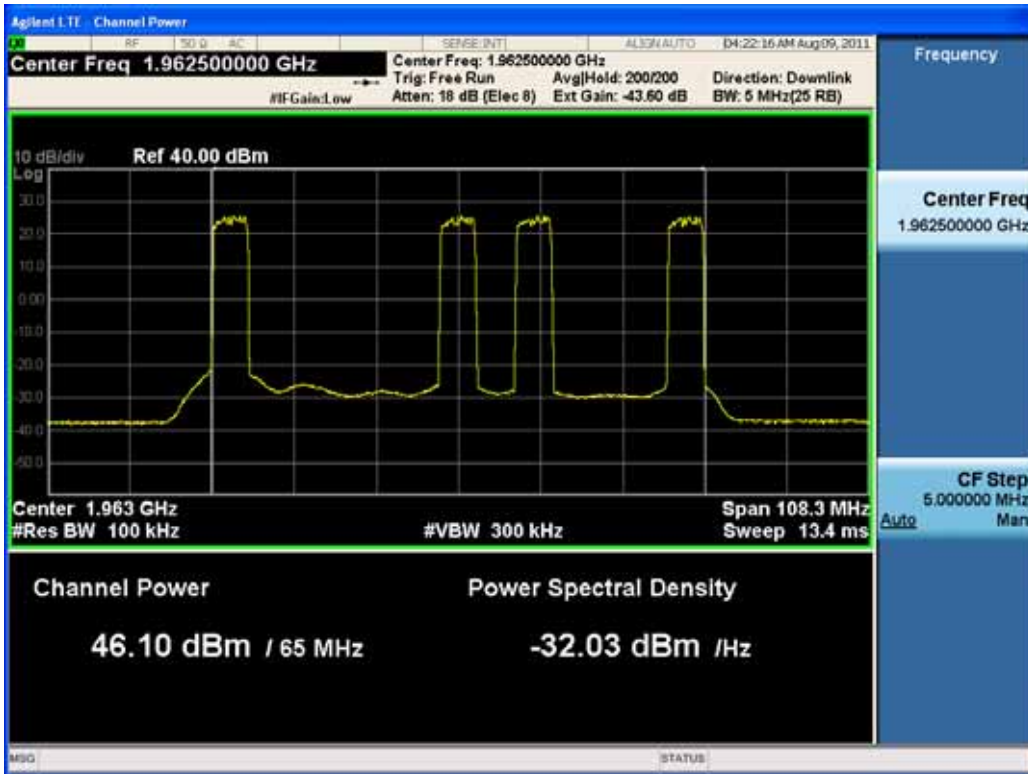 Agilent LTE - Channel Power
RF 50 Ω AC SENSE:INT ALIGN AUTO 04:22:16 AM Aug 09, 2011
Center Freq 1.962500000 GHz
Center Freq: 1.962500000 GHz
Trig: Free Run Avg|Hold: 200/200 Direction: Downlink
#IFGain:Low Atten: 18 dB (Elec 8) Ext Gain: -43.60 dB BW: 5 MHz(25 RB)
10 dB/div Ref 40.00 dBm
Log
30.0
20.0
10.0
0.00
-10.0
-20.0
-30.0
-40.0
-50.0
Center 1.963 GHz Span 108.3 MHz
#Res BW 100 kHz #VBW 300 kHz Sweep 13.4 ms
Channel Power Power Spectral Density
46.10 dBm / 65 MHz -32.03 dBm /Hz
MSG STATUS
Frequency
Center Freq
1.962500000 GHz
CF Step
5.000000 MHz
Auto Man